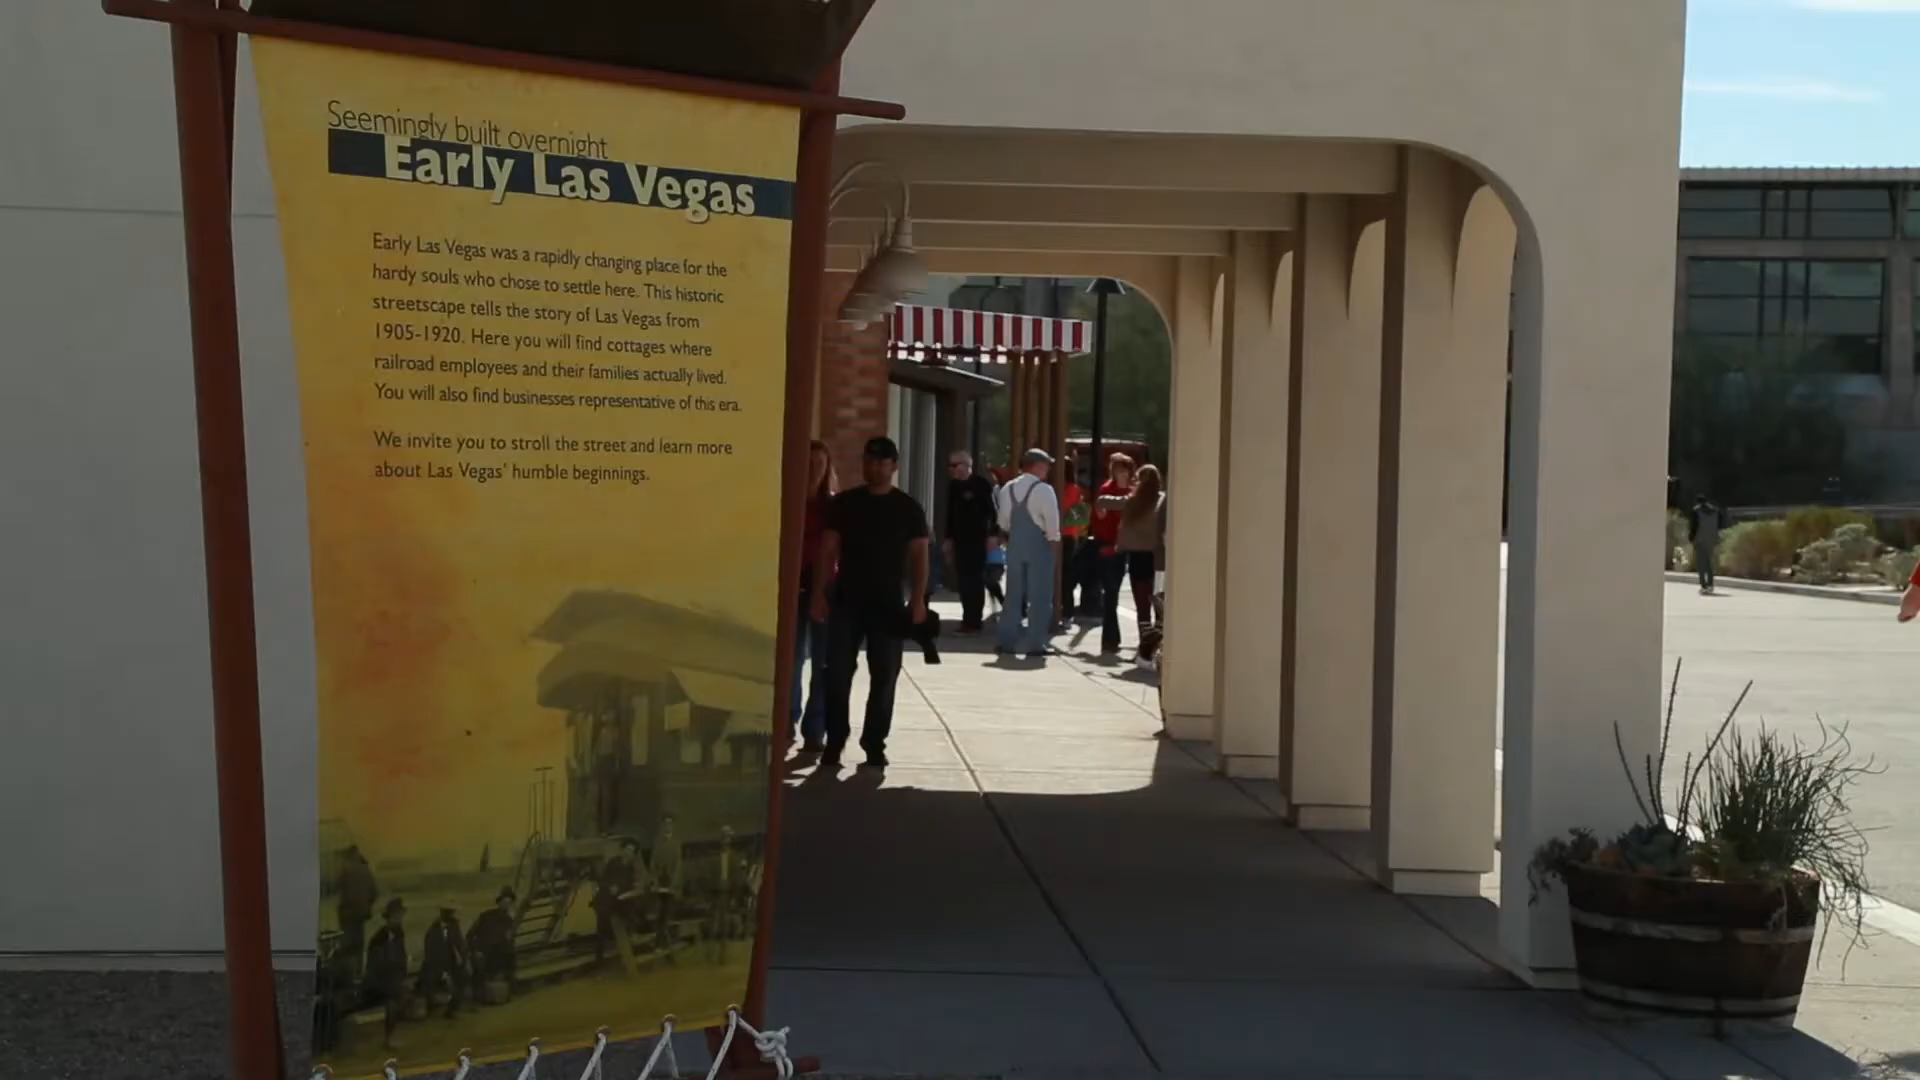 Seemingly built overnight
Early Las Vegas
Early Las Vegas was a rapidly changing place for the
hardy souls who chose to settle here. This historic
streetscape tells the story of Las Vegas from
1905-1920. Here you will find cottages where
railroad employees and their families actually lived.
You will also find businesses representative of this era.
We invite you to stroll the street and learn more
about Las Vegas' humble beginnings.